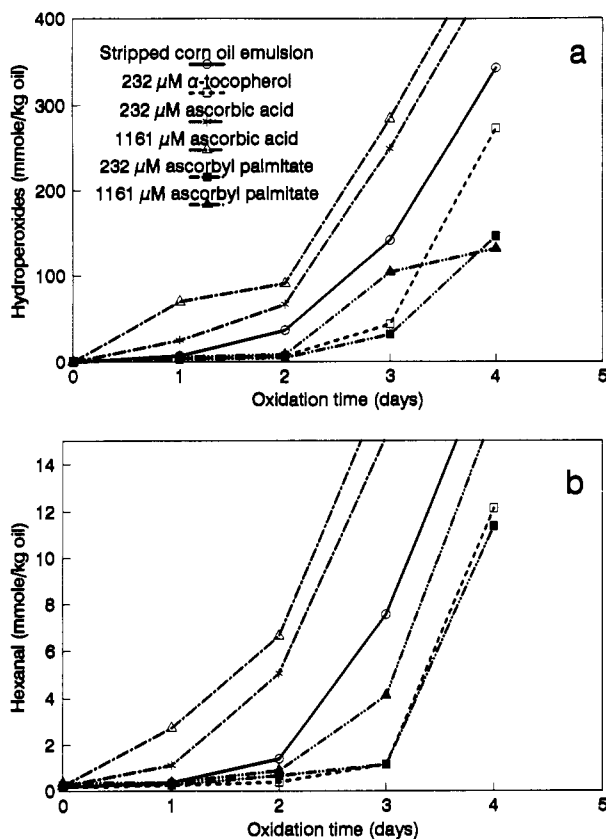 a
Stripped corn oil emulsion
232 µM α-tocopherol
232 µM ascorbic acid
1161 µM ascorbic acid
232 µM ascorbyl palmitate
1161 µM ascorbyl palmitate
Hydroperoxides (mmole/kg oil)
400
300
200
100
0
0 1 2 3 4 5
Oxidation time (days)
b
Hexanal (mmole/kg oil)
14
12
10
8
6
4
2
0
0 1 2 3 4 5
Oxidation time (days)